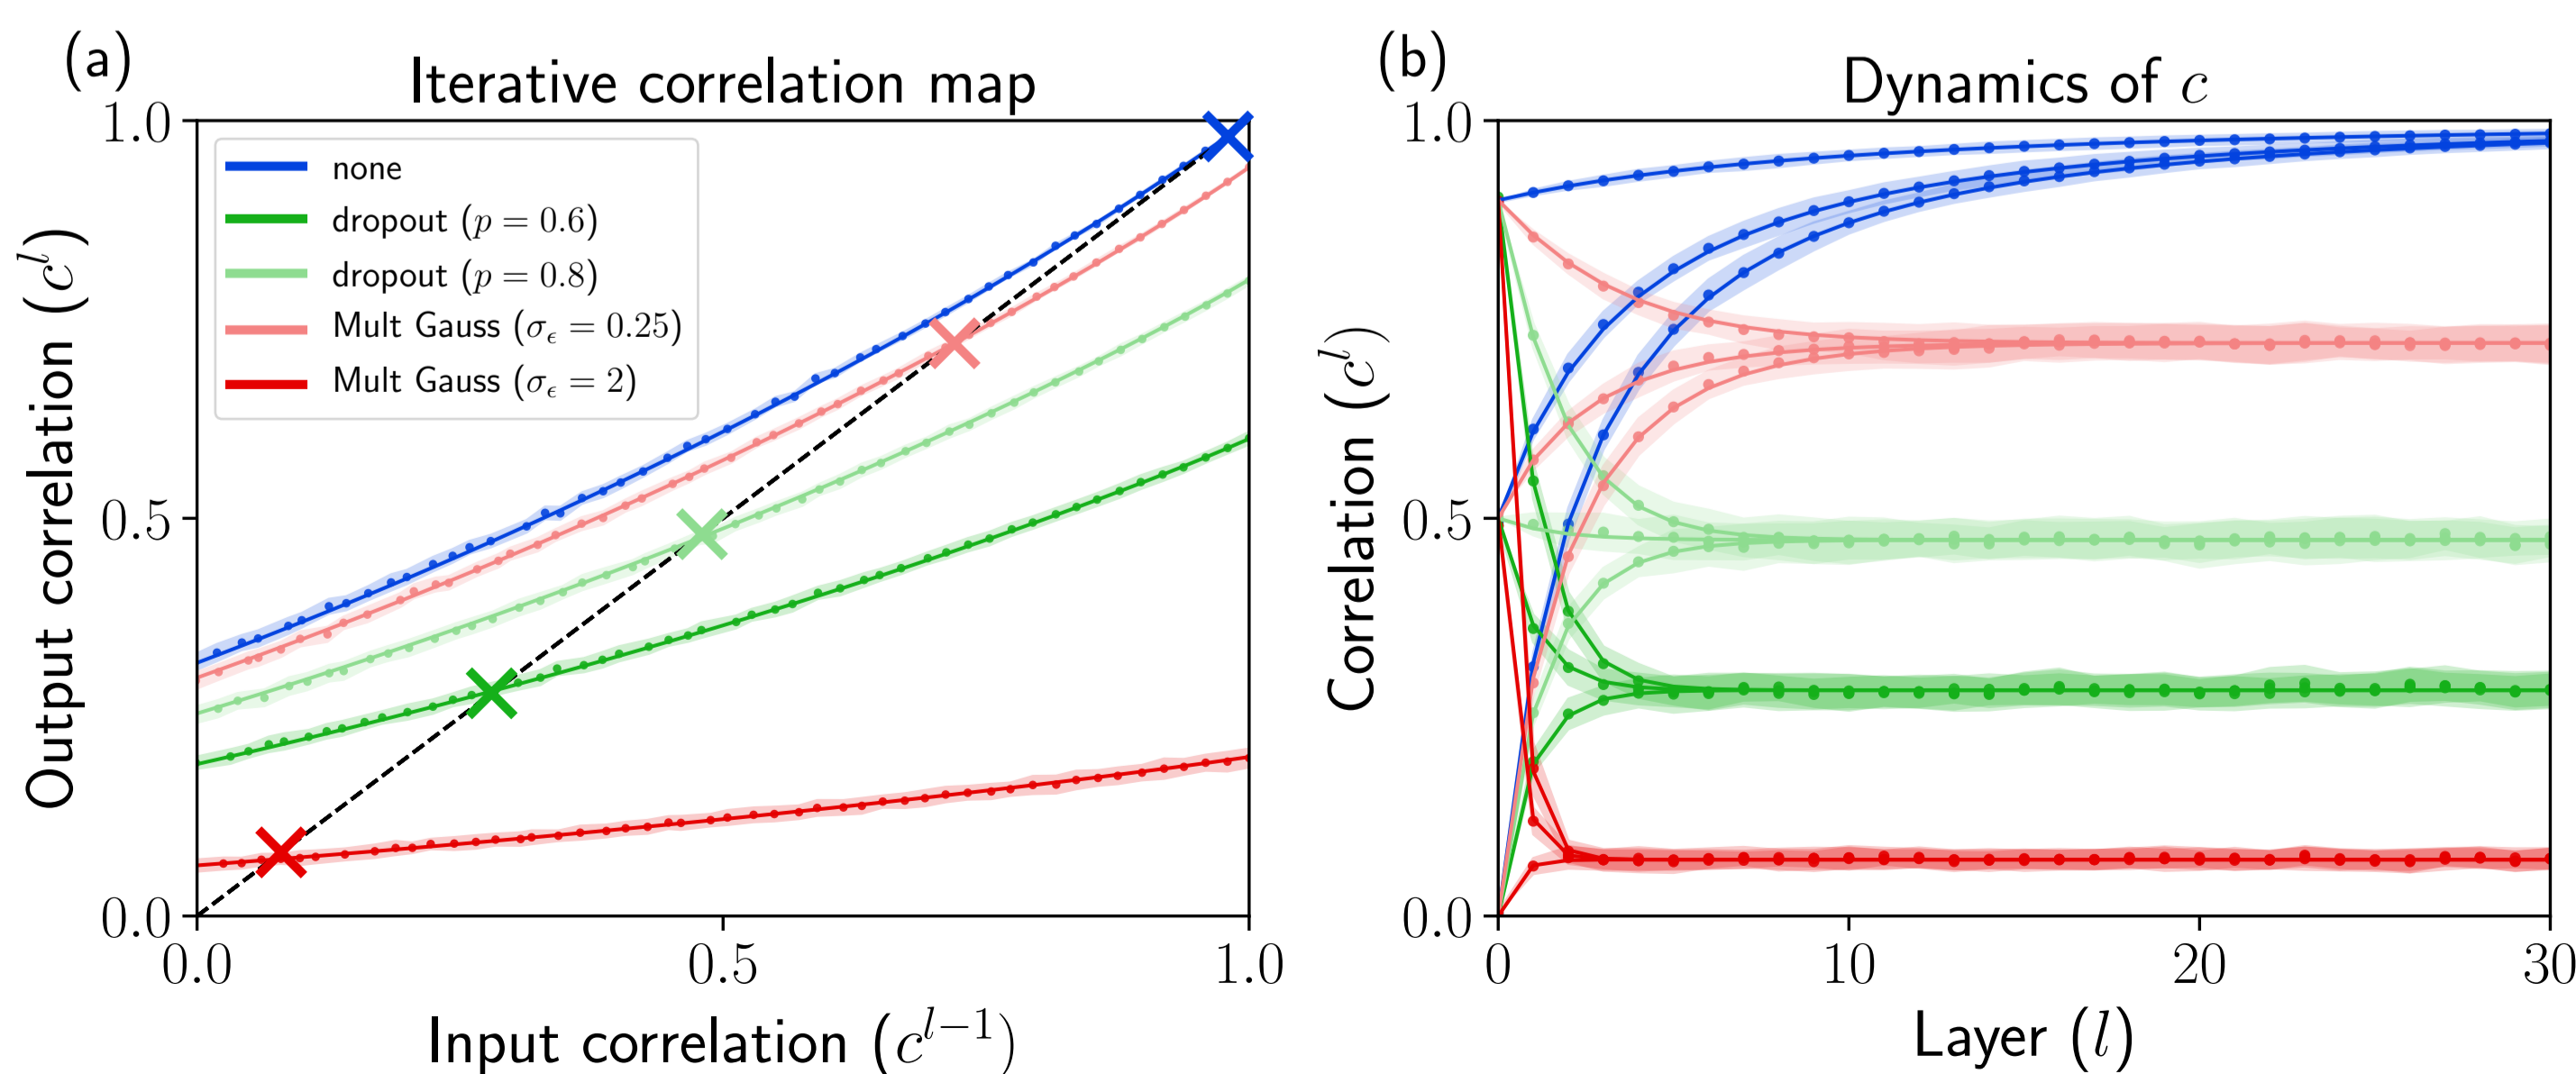 (a)
Iterative correlation map
Output correlation (c^l)
1.0
0.5
0.0
none
dropout (p = 0.6)
dropout (p = 0.8)
Mult Gauss (σ_ϵ = 0.25)
Mult Gauss (σ_ϵ = 2)
0.0 0.5 1.0
Input correlation (c^{l−1})
(b)
Dynamics of c
Correlation (c^l)
1.0
0.5
0.0
0 10 20 30
Layer (l)